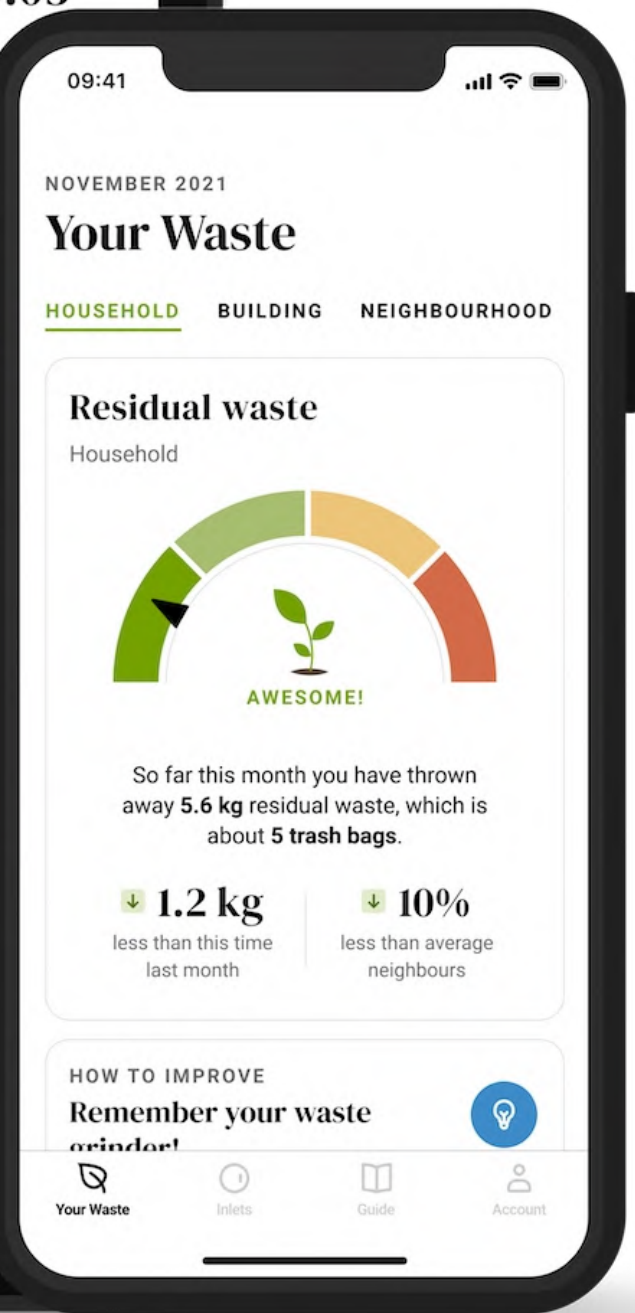 09:41
NOVEMBER 2021
Your Waste
HOUSEHOLD BUILDING NEIGHBOURHOOD
Residual waste
Household
AWESOME!
So far this month you have thrown
away 5.6 kg residual waste, which is
about 5 trash bags.
1.2 kg 10%
less than this time less than average
last month neighbours
HOW TO IMPROVE
Remember your waste
grinder!
Your Waste Inlets Guide Account